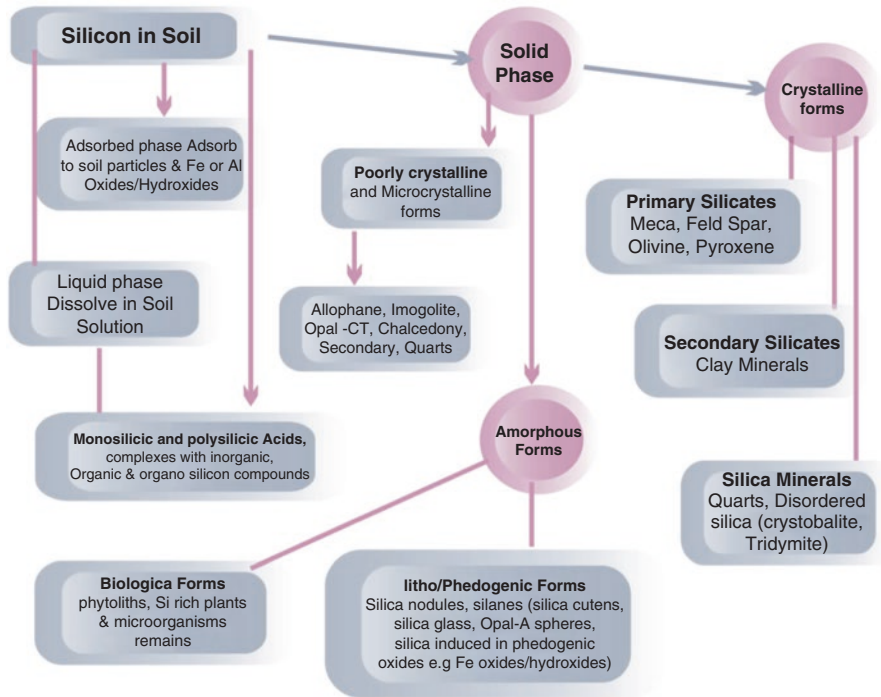 Silicon in Soil
Solid
Phase
Crystalline
forms
Adsorbed phase Adsorb
to soil particles & Fe or Al
Oxides/Hydroxides
Poorly crystalline
and Microcrystalline
forms
Primary Silicates
Meca, Feld Spar,
Olivine, Pyroxene
Liquid phase
Dissolve in Soil
Solution
Allophane, Imogolite,
Opal -CT, Chalcedony,
Secondary, Quarts
Secondary Silicates
Clay Minerals
Monosilicic and polysilicic Acids,
complexes with inorganic,
Organic & organo silicon compounds
Amorphous
Forms
Silica Minerals
Quarts, Disordered
silica (crystobalite,
Tridymite)
Biologica Forms
phytoliths, Si rich plants
& microorganisms
remains
litho/Phedogenic Forms
Silica nodules, silanes (silica cutens,
silica glass, Opal-A spheres,
silica induced in phedogenic
oxides e.g Fe oxides/hydroxides)